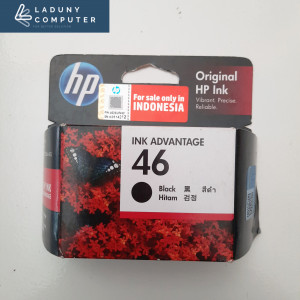 LADUNY
COMPUTER
hp
For sale only in
INDONESIA
Original
HP Ink
Vibrant. Precise.
Reliable.
INK ADVANTAGE
46
Black 黑 สีดำ
Hitam 검정